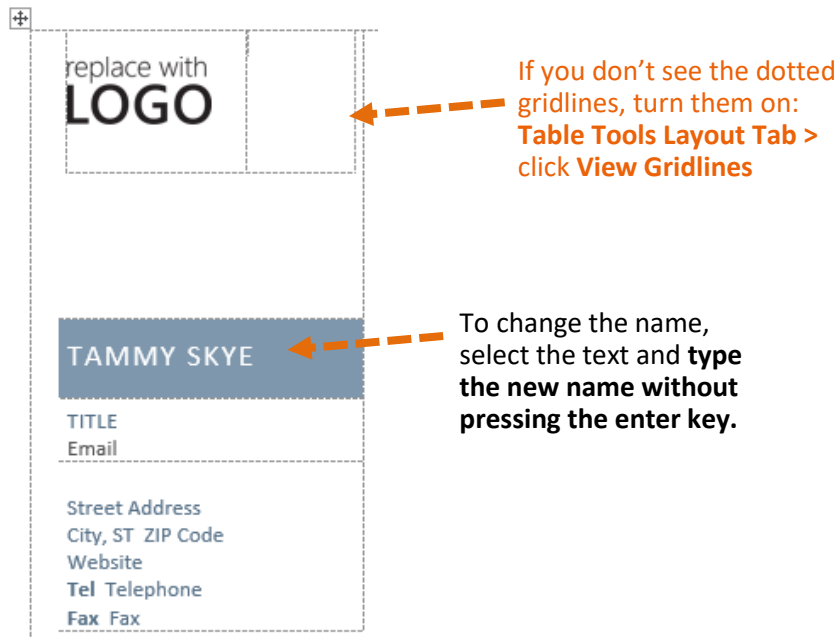 replace with
LOGO
If you don’t see the dotted
gridlines, turn them on:
Table Tools Layout Tab >
click View Gridlines
TAMMY SKYE
To change the name,
select the text and type
the new name without
pressing the enter key.
TITLE
Email
Street Address
City, ST  ZIP Code
Website
Tel  Telephone
Fax  Fax